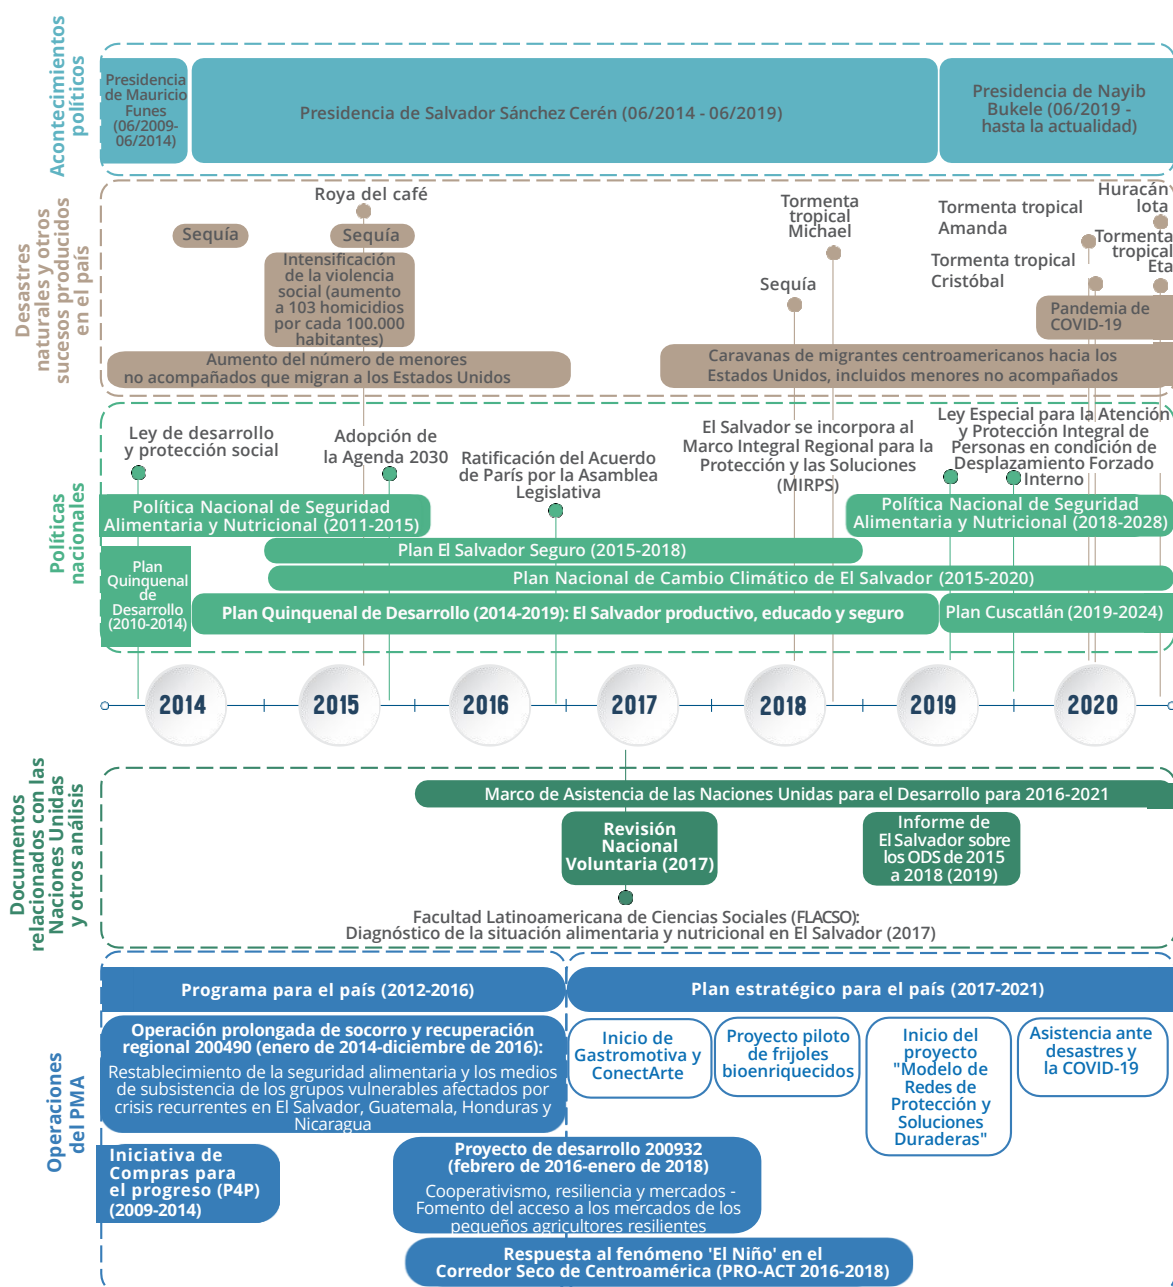 Acontecimientos
políticos
Presidencia
de Mauricio
Funes
(06/2009-
06/2014)
Presidencia de Salvador Sánchez Cerén (06/2014 - 06/2019)
Presidencia de Nayib
Bukele (06/2019 -
hasta la actualidad)
Desastres
naturales y otros
sucesos producidos
en el país
Roya del café
Sequía
Sequía
Intensificación
de la violencia
social (aumento
a 103 homicidios
por cada 100.000
habitantes)
Aumento del número de menores
no acompañados que migran a los Estados Unidos
Tormenta
tropical
Michael
Sequía
Tormenta tropical
Amanda
Tormenta tropical
Cristóbal
Huracán
Iota
Tormenta
tropical
Eta
Pandemia de
COVID-19
Caravanas de migrantes centroamericanos hacia los
Estados Unidos, incluidos menores no acompañados
Políticas
nacionales
Ley de desarrollo
y protección social
Adopción de
la Agenda 2030
Ratificación del Acuerdo
de París por la Asamblea
Legislativa
El Salvador se incorpora al
Marco Integral Regional para la
Protección y las Soluciones
(MIRPS)
Ley Especial para la Atención
y Protección Integral de
Personas en condición de
Desplazamiento Forzado
Interno
Política Nacional de Seguridad
Alimentaria y Nutricional (2011-2015)
Política Nacional de Seguridad
Alimentaria y Nutricional (2018-2028)
Plan El Salvador Seguro (2015-2018)
Plan Nacional de Cambio Climático de El Salvador (2015-2020)
Plan
Quinquenal
de
Desarrollo
(2010-2014)
Plan Quinquenal de Desarrollo (2014-2019): El Salvador productivo, educado y seguro
Plan Cuscatlán (2019-2024)
2014
2015
2016
2017
2018
2019
2020
Documentos
relacionados con las
Naciones Unidas
y otros análisis
Marco de Asistencia de las Naciones Unidas para el Desarrollo para 2016-2021
Revisión
Nacional
Voluntaria (2017)
Informe de
El Salvador sobre
los ODS de 2015
a 2018 (2019)
Facultad Latinoamericana de Ciencias Sociales (FLACSO):
Diagnóstico de la situación alimentaria y nutricional en El Salvador (2017)
Operaciones
del PMA
Programa para el país (2012-2016)
Plan estratégico para el país (2017-2021)
Operación prolongada de socorro y recuperación
regional 200490 (enero de 2014-diciembre de 2016):
Restablecimiento de la seguridad alimentaria y los medios
de subsistencia de los grupos vulnerables afectados por
crisis recurrentes en El Salvador, Guatemala, Honduras y
Nicaragua
Inicio de
Gastromotiva y
ConectArte
Proyecto piloto
de frijoles
bioenriquecidos
Inicio del
proyecto
"Modelo de
Redes de
Protección y
Soluciones
Duraderas"
Asistencia ante
desastres y
la COVID-19
Iniciativa de
Compras para
el progreso (P4P)
(2009-2014)
Proyecto de desarrollo 200932
(febrero de 2016-enero de 2018)
Cooperativismo, resiliencia y mercados -
Fomento del acceso a los mercados de los
pequeños agricultores resilientes
Respuesta al fenómeno 'El Niño' en el
Corredor Seco de Centroamérica (PRO-ACT 2016-2018)